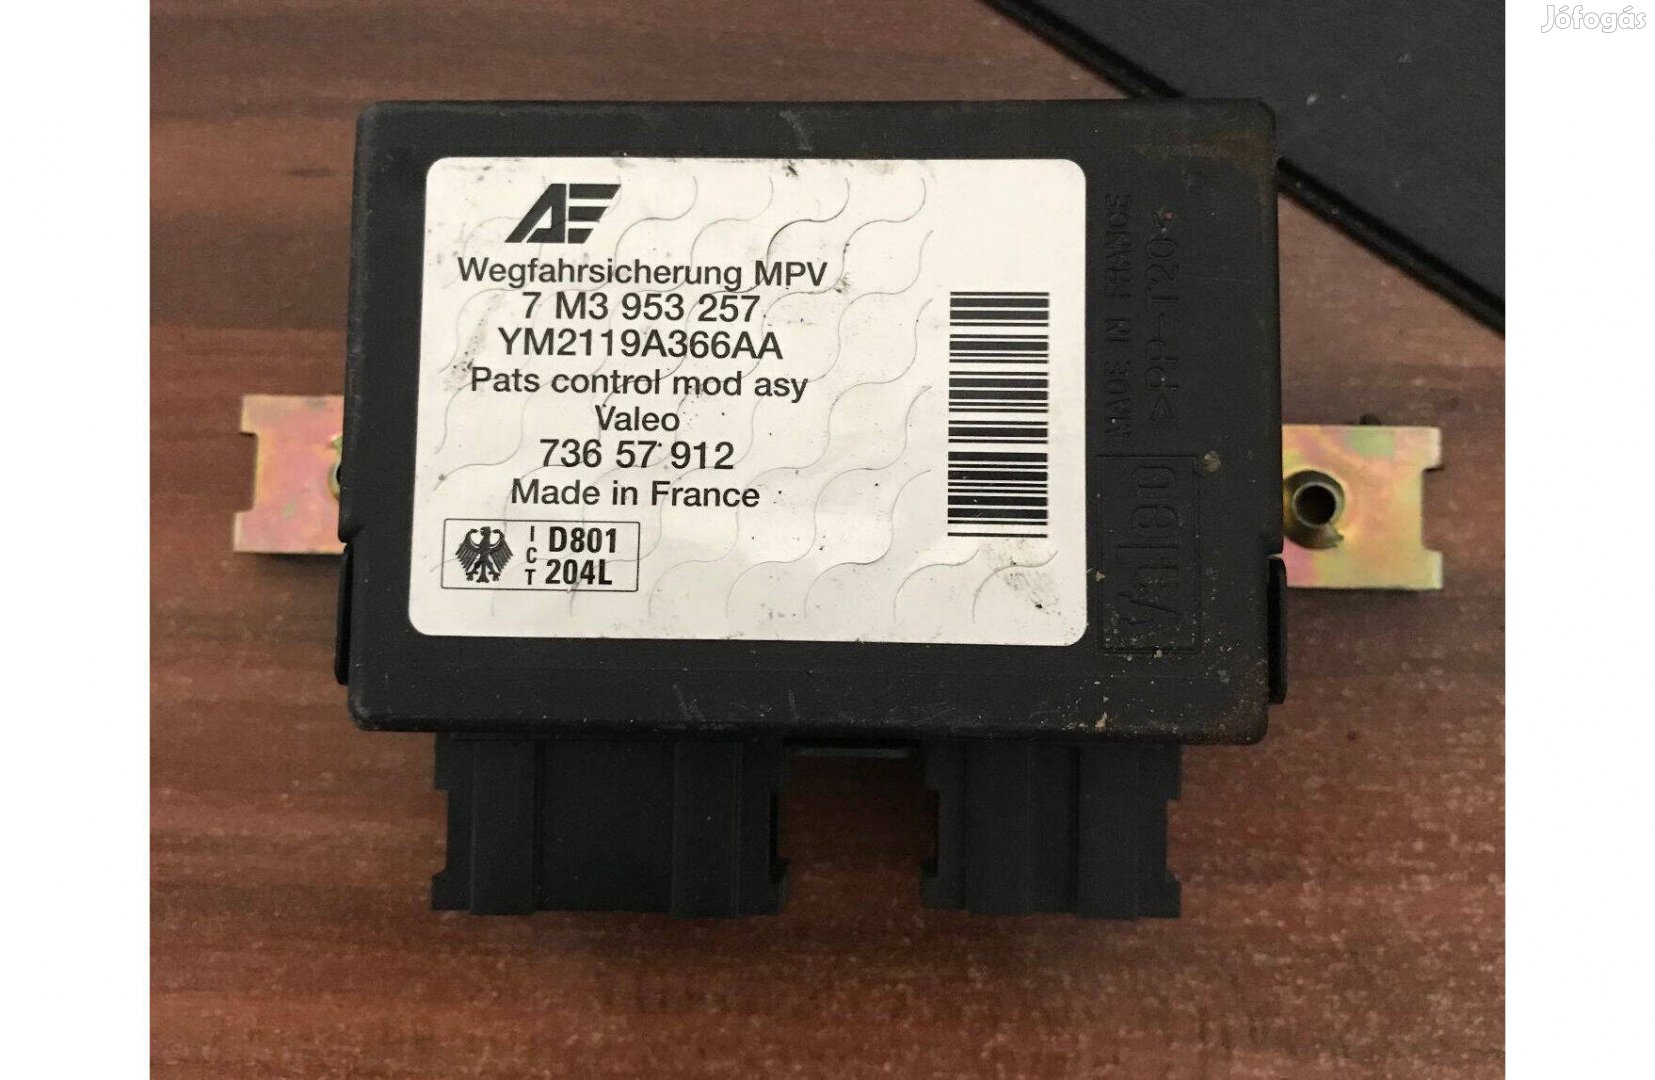 Jófogás
AE
Wegfahrsicherung MPV
7 M3 953 257
YM2119A366AA
Pats control mod asy
Valeo
736 57 912
Made in France
ICT D801
204L
MADE IN FRANCE
>PP-T20<
Valeo